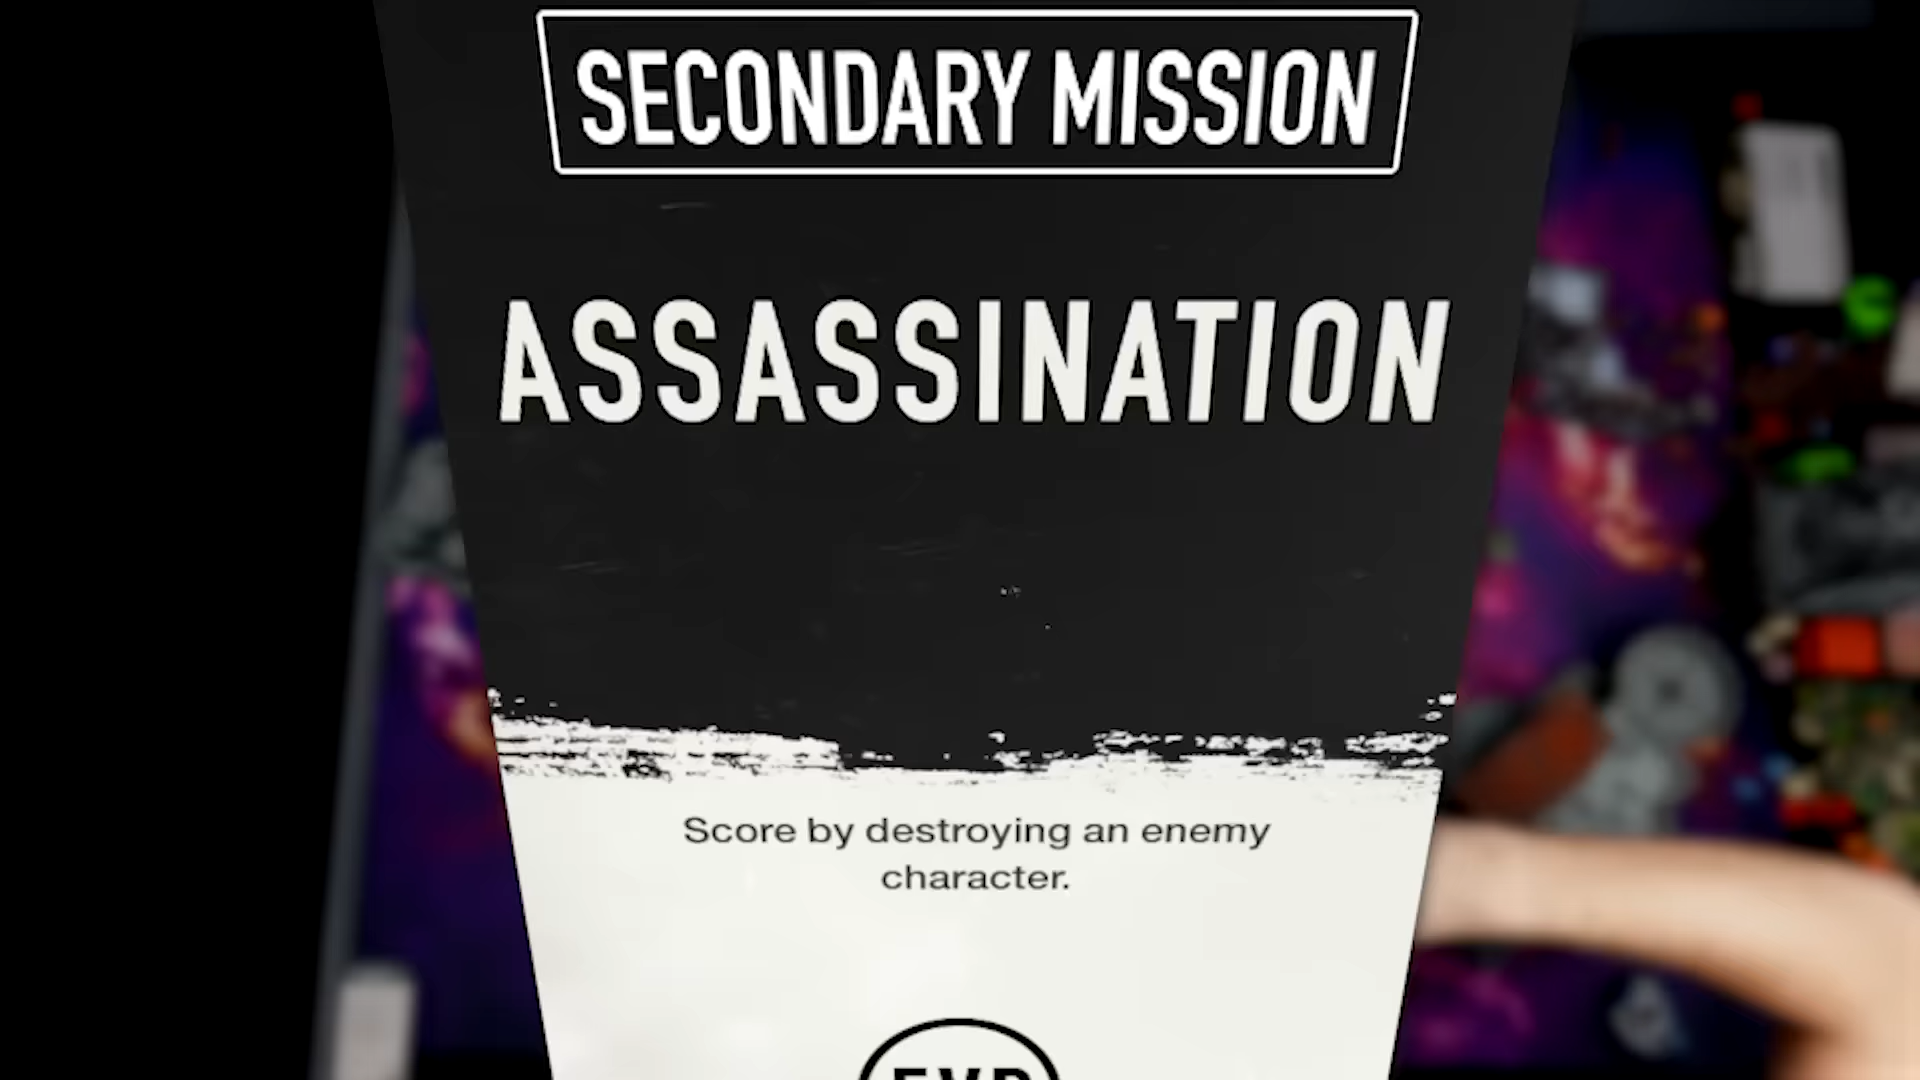 SECONDARY MISSION
ASSASSINATION
Score by destroying an enemy
character.